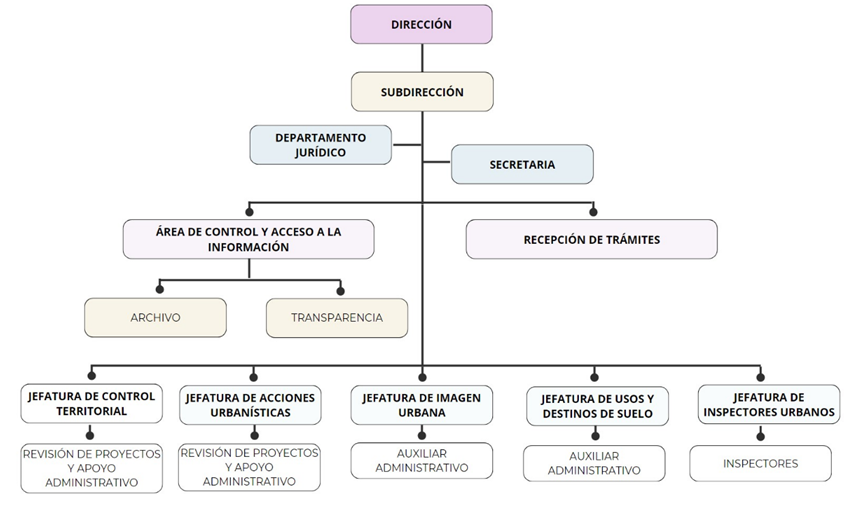 DIRECCIÓN
SUBDIRECCIÓN
DEPARTAMENTO
JURÍDICO
SECRETARIA
ÁREA DE CONTROL Y ACCESO A LA
INFORMACIÓN
RECEPCIÓN DE TRÁMITES
ARCHIVO
TRANSPARENCIA
JEFATURA DE CONTROL
TERRITORIAL
JEFATURA DE ACCIONES
URBANÍSTICAS
JEFATURA DE IMAGEN
URBANA
JEFATURA DE USOS Y
DESTINOS DE SUELO
JEFATURA DE
INSPECTORES URBANOS
REVISIÓN DE PROYECTOS
Y APOYO
ADMINISTRATIVO
REVISIÓN DE PROYECTOS
Y APOYO
ADMINISTRATIVO
AUXILIAR
ADMINISTRATIVO
AUXILIAR
ADMINISTRATIVO
INSPECTORES